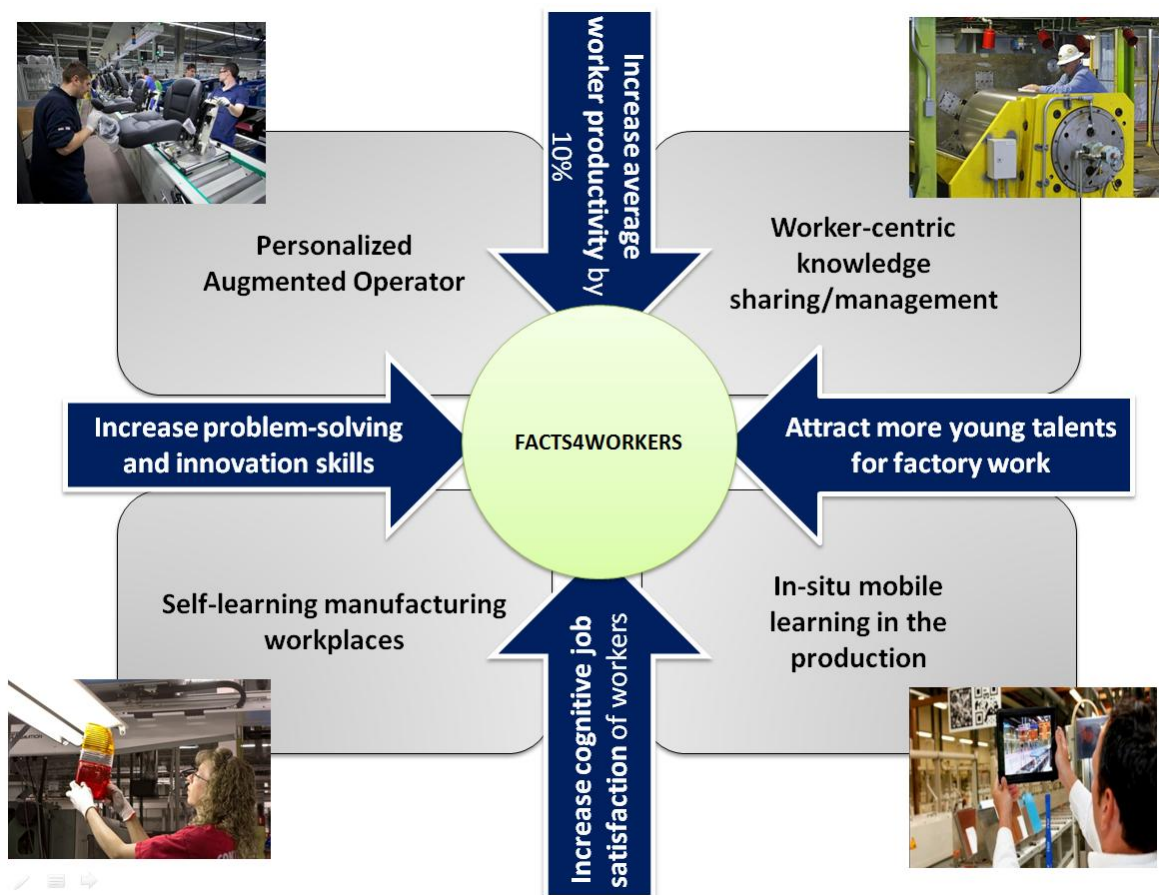 Increase average
worker productivity by
10%
Personalized
Augmented Operator
Worker-centric
knowledge
sharing/management
Increase problem-solving
and innovation skills
FACTS4WORKERS
Attract more young talents
for factory work
Self-learning manufacturing
workplaces
In-situ mobile
learning in the
production
Increase cognitive job
satisfaction of workers